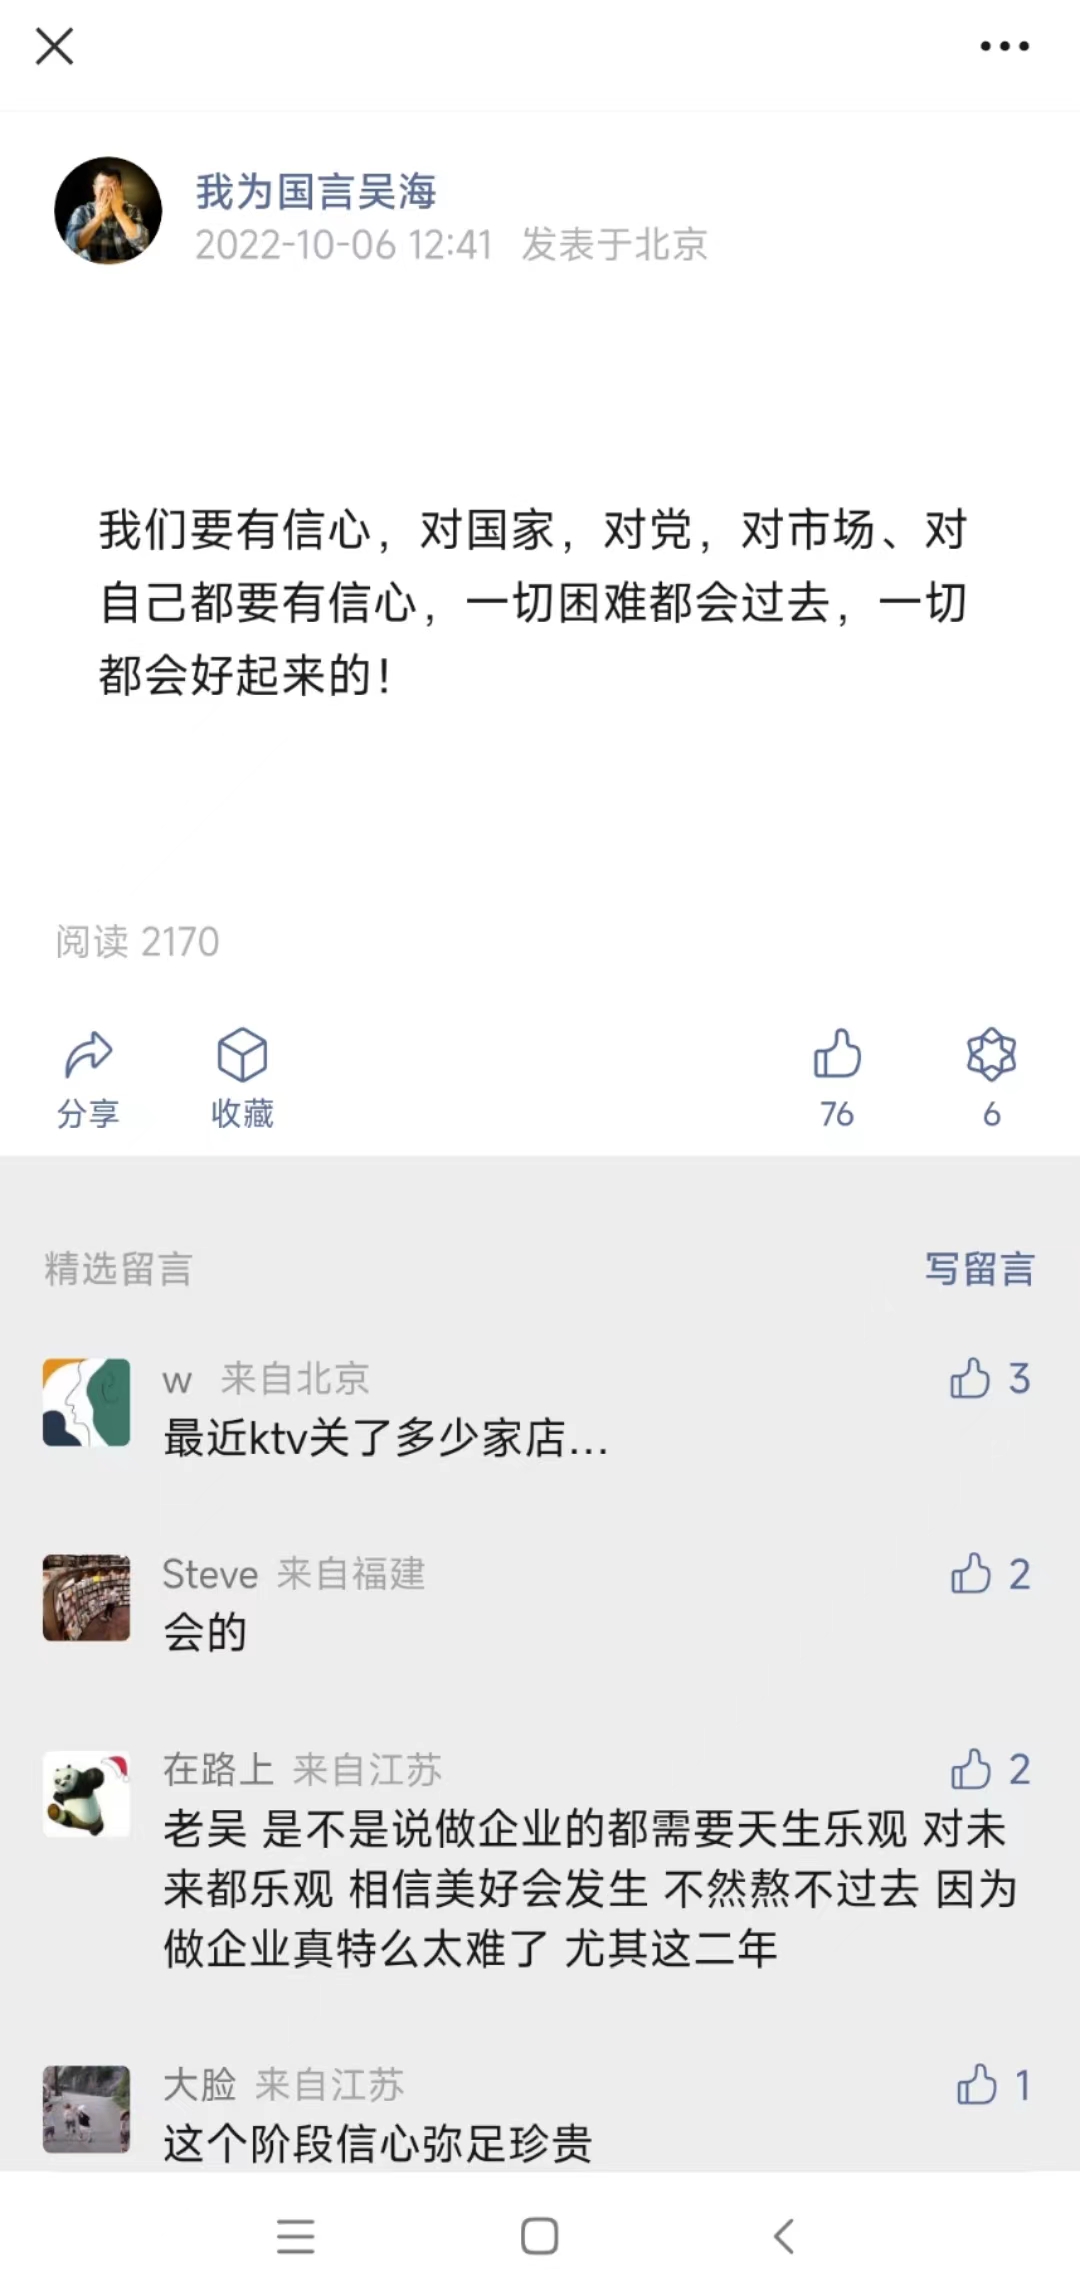 我为国言吴海
2022-10-06 12:41 发表于北京
我们要有信心，对国家，对党，对市场、对
自己都要有信心，一切困难都会过去，一切
都会好起来的！
阅读 2170
分享 收藏 76 6
精选留言 写留言
w 来自北京 3
最近ktv关了多少家店...
Steve 来自福建 2
会的
在路上 来自江苏 2
老吴 是不是说做企业的都需要天生乐观 对未
来都乐观 相信美好会发生 不然熬不过去 因为
做企业真特么太难了 尤其这二年
大脸 来自江苏 1
这个阶段信心弥足珍贵